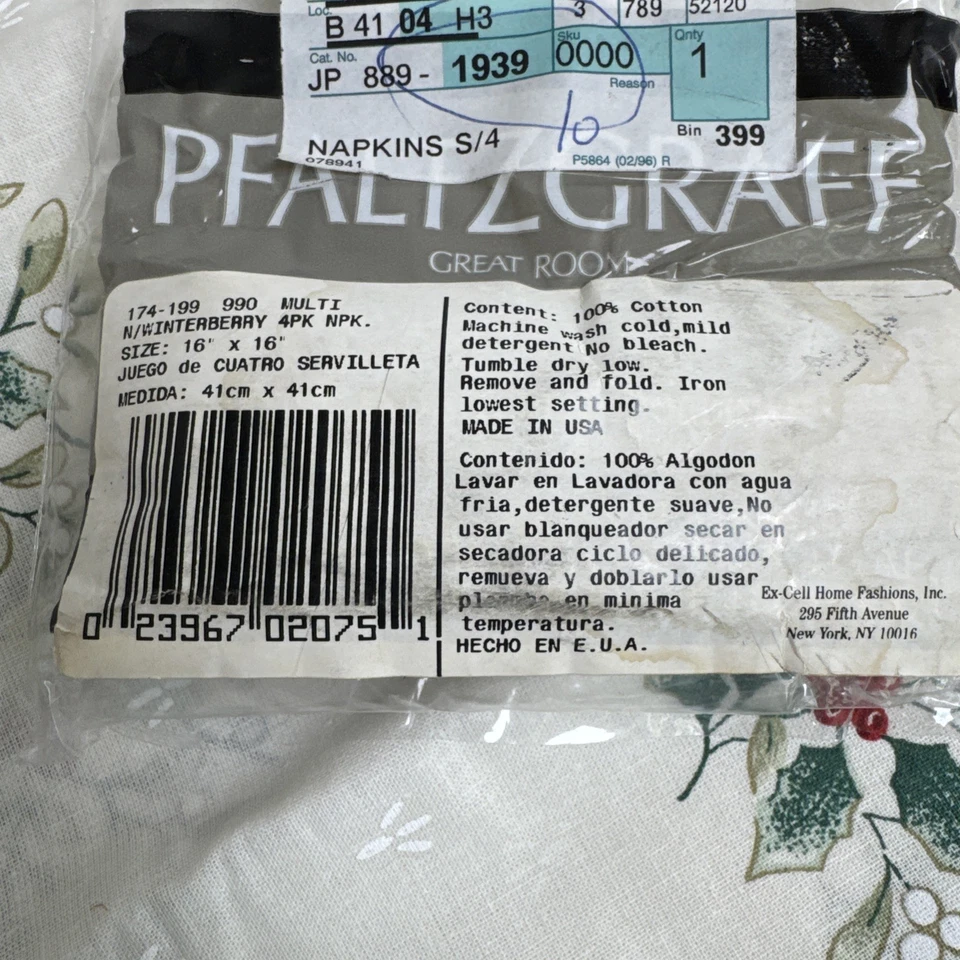 Loc.
B 41 04 H3
3 789 52120
Cat. No.
JP 889- 1939
Sku
0000
Qnty
1
Reason
10
Bin 399
NAPKINS S/4
078941
P5864 (02/96) R
PFALTZGRAFF
GREAT ROOM
174-199 990 MULTI
N/WINTERBERRY 4PK NPK.
SIZE: 16" x 16"
JUEGO de CUATRO SERVILLETA
MEDIDA: 41cm x 41cm
0 23967 02075 1
Content: 100% Cotton
Machine wash cold,mild
detergent No bleach.
Tumble dry low.
Remove and fold. Iron
lowest setting.
MADE IN USA
Contenido: 100% Algodon
Lavar en Lavadora con agua
fria,detergente suave,No
usar blanqueador secar en
secadora ciclo delicado,
remueva y doblarlo usar
plancha en minima
temperatura.
HECHO EN E.U.A.
Ex-Cell Home Fashions, Inc.
295 Fifth Avenue
New York, NY 10016